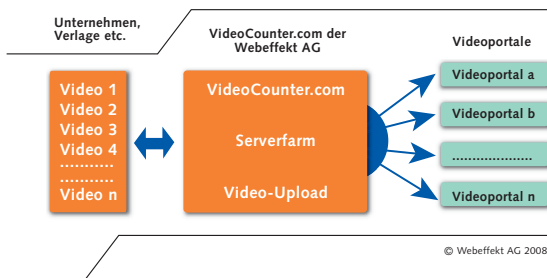 Unternehmen,
Verlage etc.
VideoCounter.com der
Webeffekt AG
Videoportale
Video 1
Video 2
Video 3
Video 4
............
............
Video n
VideoCounter.com
Serverfarm
Video-Upload
Videoportal a
Videoportal b
....................
Videoportal n
© Webeffekt AG 2008